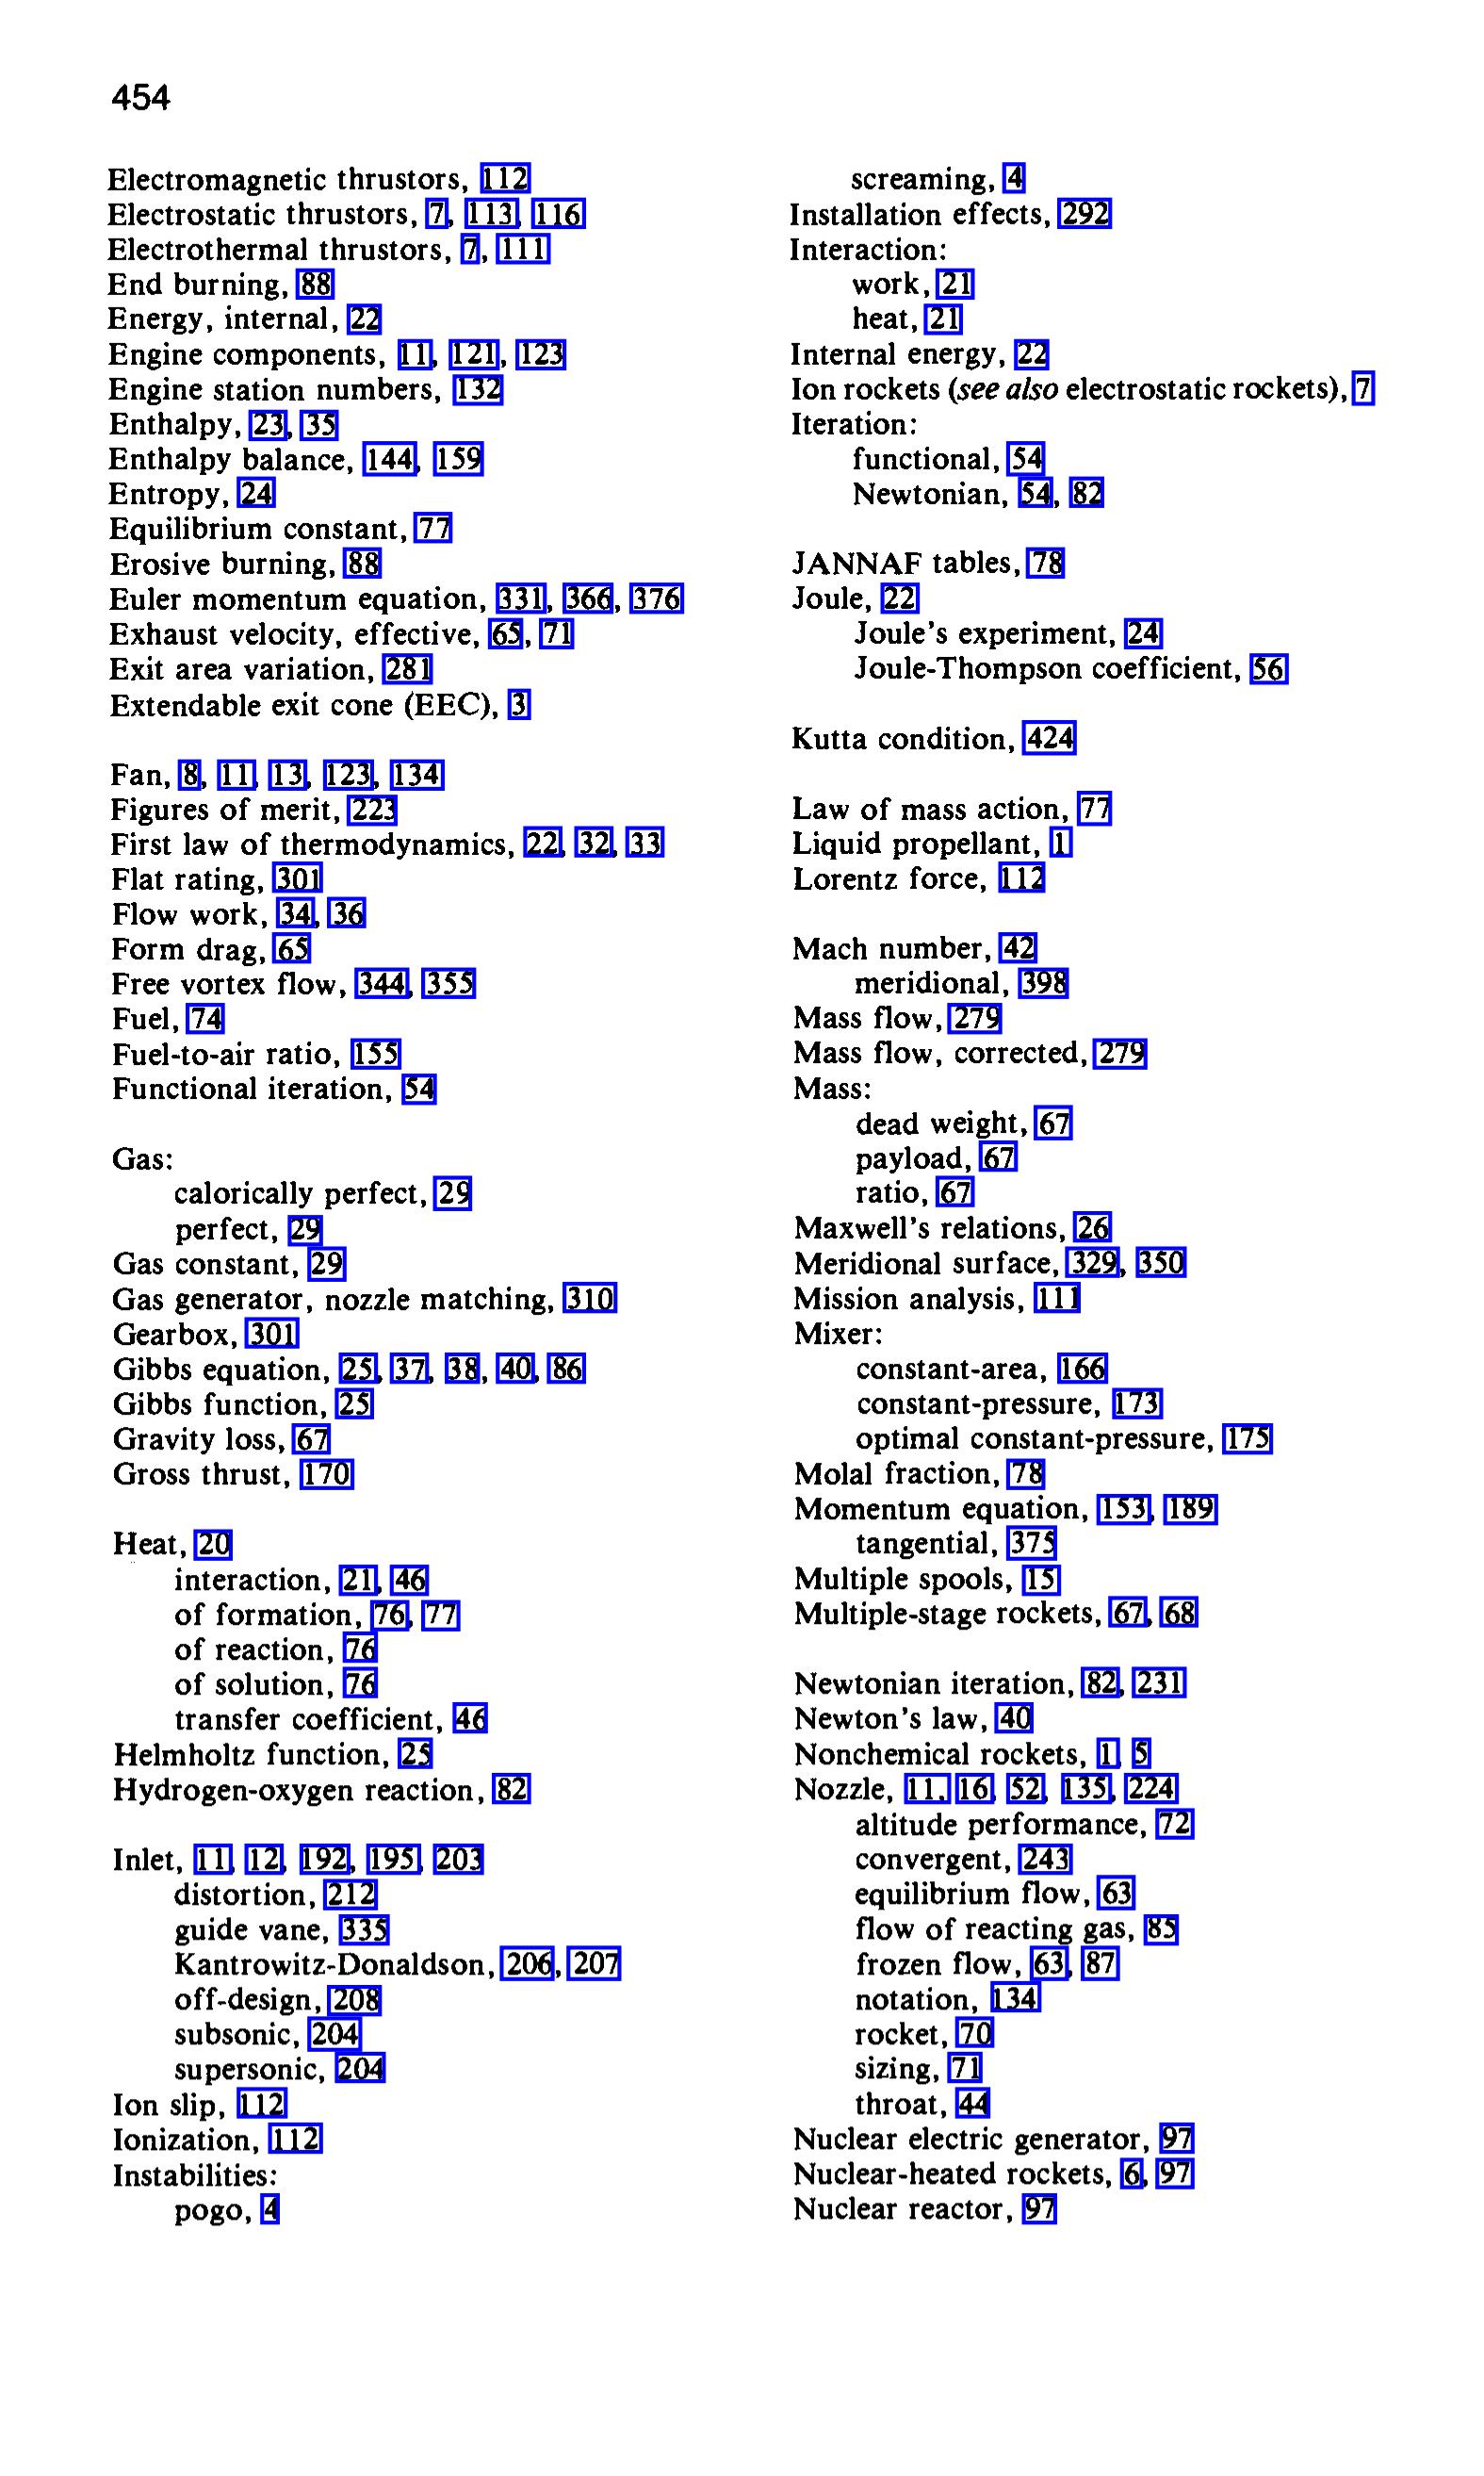 454
Electromagnetic thrustors, 112
Electrostatic thrustors, 7, 113, 116
Electrothermal thrustors, 7, 111
End burning, 88
Energy, internal, 22
Engine components, 11, 121, 123
Engine station numbers, 132
Enthalpy, 23, 35
Enthalpy balance, 144, 159
Entropy, 24
Equilibrium constant, 77
Erosive burning, 88
Euler momentum equation, 331, 366, 376
Exhaust velocity, effective, 65, 71
Exit area variation, 281
Extendable exit cone (EEC), 3
Fan, 8, 11, 13, 123, 134
Figures of merit, 223
First law of thermodynamics, 22, 32, 33
Flat rating, 301
Flow work, 34, 36
Form drag, 65
Free vortex flow, 344, 355
Fuel, 74
Fuel-to-air ratio, 155
Functional iteration, 54
Gas:
calorically perfect, 29
perfect, 29
Gas constant, 29
Gas generator, nozzle matching, 310
Gearbox, 301
Gibbs equation, 25, 37, 38, 40, 86
Gibbs function, 25
Gravity loss, 67
Gross thrust, 170
Heat, 20
interaction, 21, 46
of formation, 76, 77
of reaction, 76
of solution, 76
transfer coefficient, 46
Helmholtz function, 25
Hydrogen-oxygen reaction, 82
Inlet, 11, 12, 192, 195, 203
distortion, 212
guide vane, 335
Kantrowitz-Donaldson, 206, 207
off-design, 208
subsonic, 204
supersonic, 204
Ion slip, 112
Ionization, 112
Instabilities:
pogo, 4
screaming, 4
Installation effects, 292
Interaction:
work, 21
heat, 21
Internal energy, 22
Ion rockets (see also electrostatic rockets), 7
Iteration:
functional, 54
Newtonian, 54, 82
JANNAF tables, 78
Joule, 22
Joule's experiment, 24
Joule-Thompson coefficient, 56
Kutta condition, 424
Law of mass action, 77
Liquid propellant, 1
Lorentz force, 112
Mach number, 42
meridional, 398
Mass flow, 279
Mass flow, corrected, 279
Mass:
dead weight, 67
payload, 67
ratio, 67
Maxwell's relations, 26
Meridional surface, 329, 350
Mission analysis, 111
Mixer:
constant-area, 166
constant-pressure, 173
optimal constant-pressure, 175
Molal fraction, 78
Momentum equation, 153, 189
tangential, 375
Multiple spools, 15
Multiple-stage rockets, 67, 68
Newtonian iteration, 82, 231
Newton's law, 40
Nonchemical rockets, 1, 5
Nozzle, 11, 16, 52, 135, 224
altitude performance, 72
convergent, 243
equilibrium flow, 63
flow of reacting gas, 85
frozen flow, 63, 87
notation, 134
rocket, 70
sizing, 71
throat, 44
Nuclear electric generator, 97
Nuclear-heated rockets, 6, 97
Nuclear reactor, 97